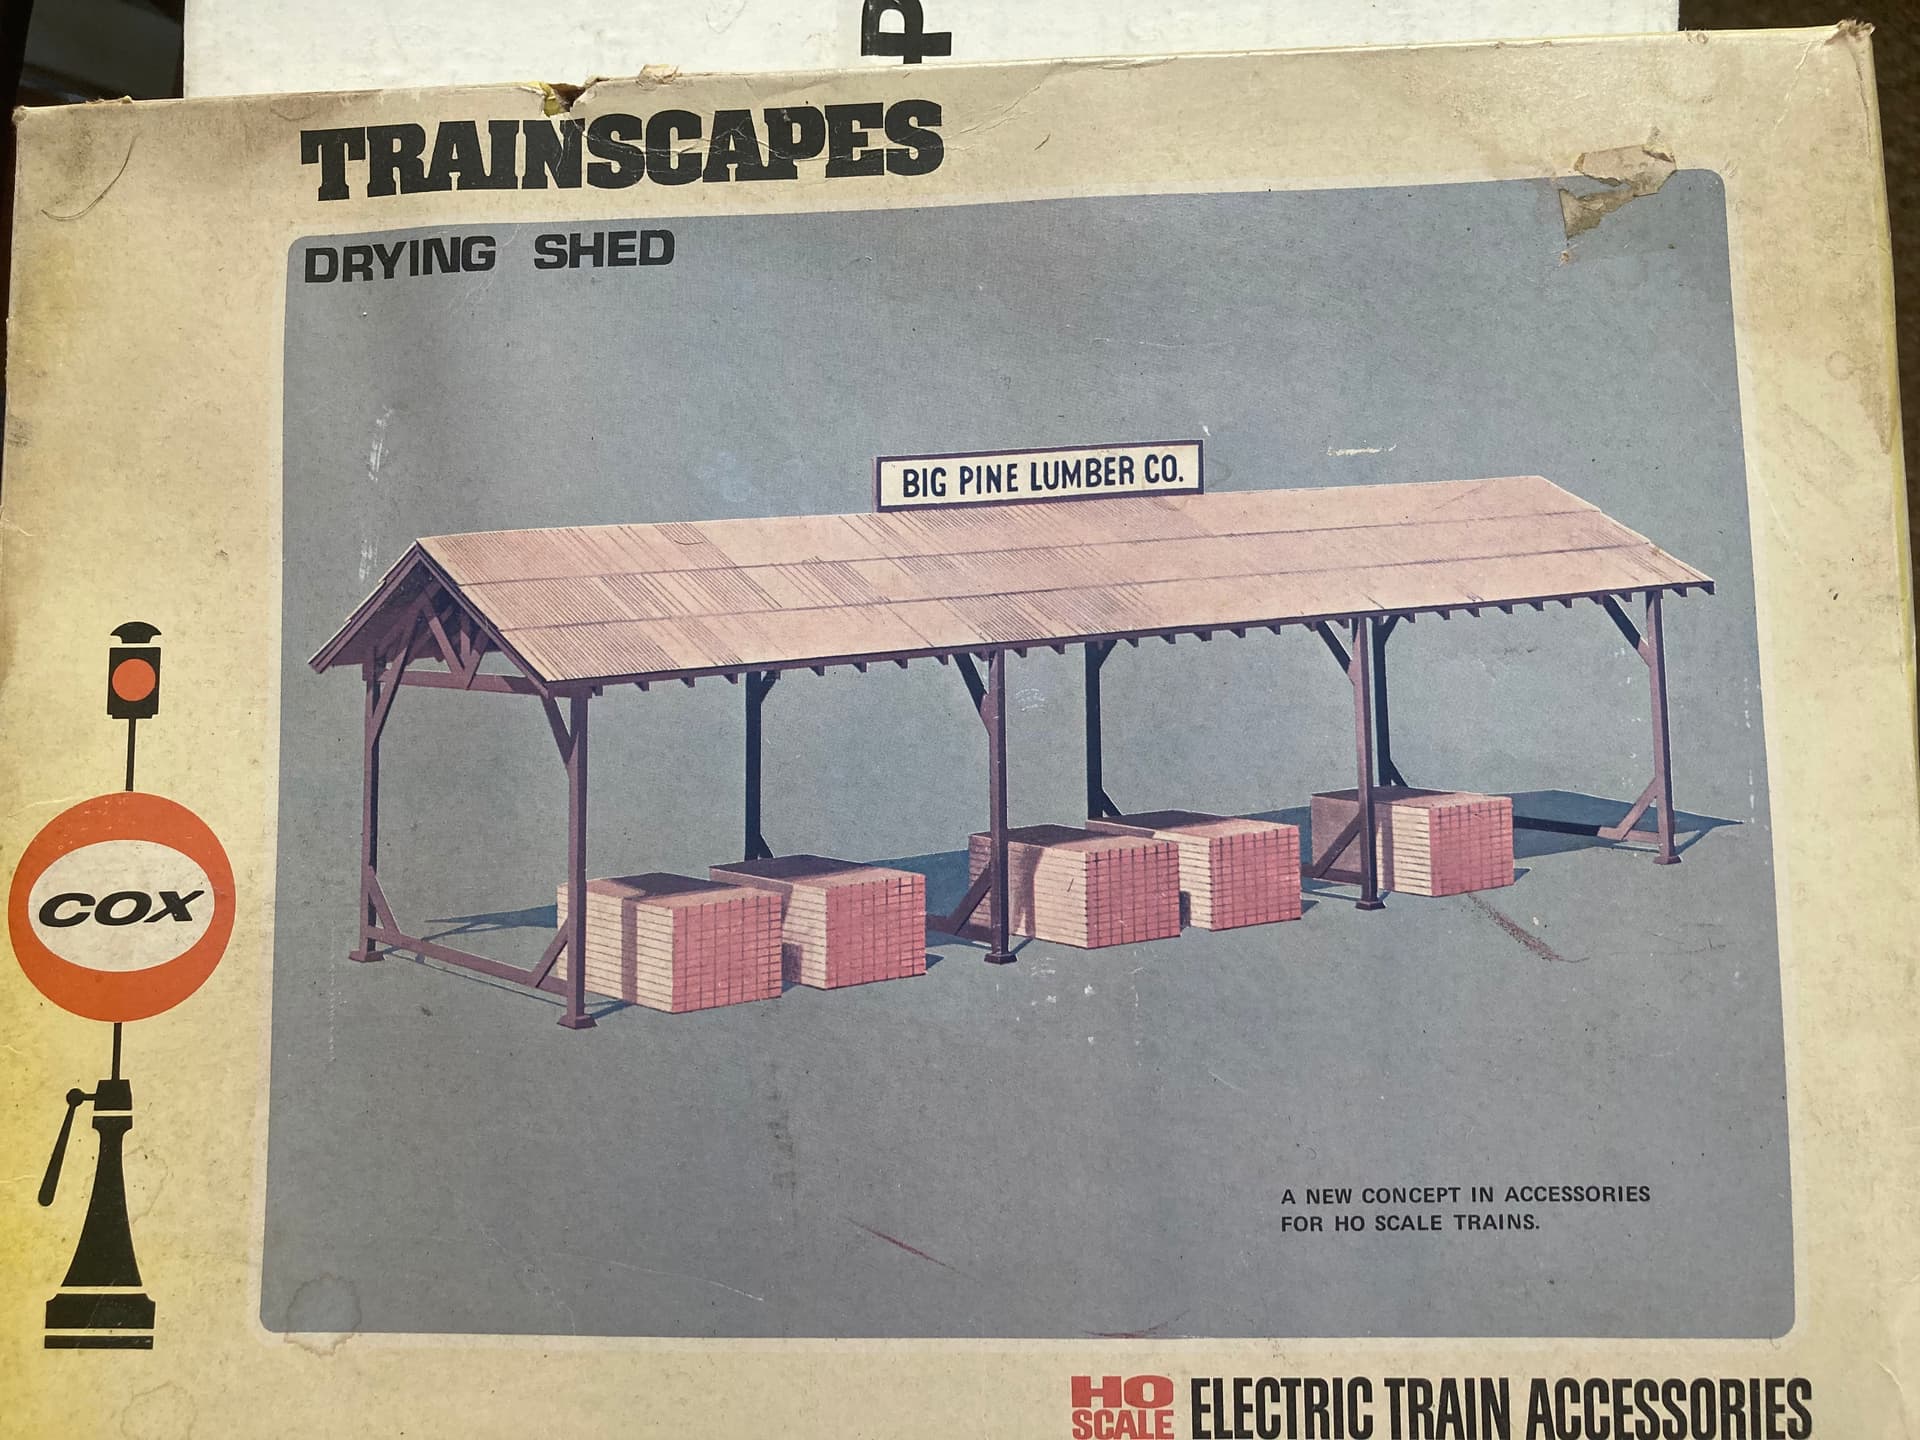 TRAINSCAPES
DRYING SHED
BIG PINE LUMBER CO.
COX
A NEW CONCEPT IN ACCESSORIES
FOR HO SCALE TRAINS.
HO SCALE ELECTRIC TRAIN ACCESSORIES